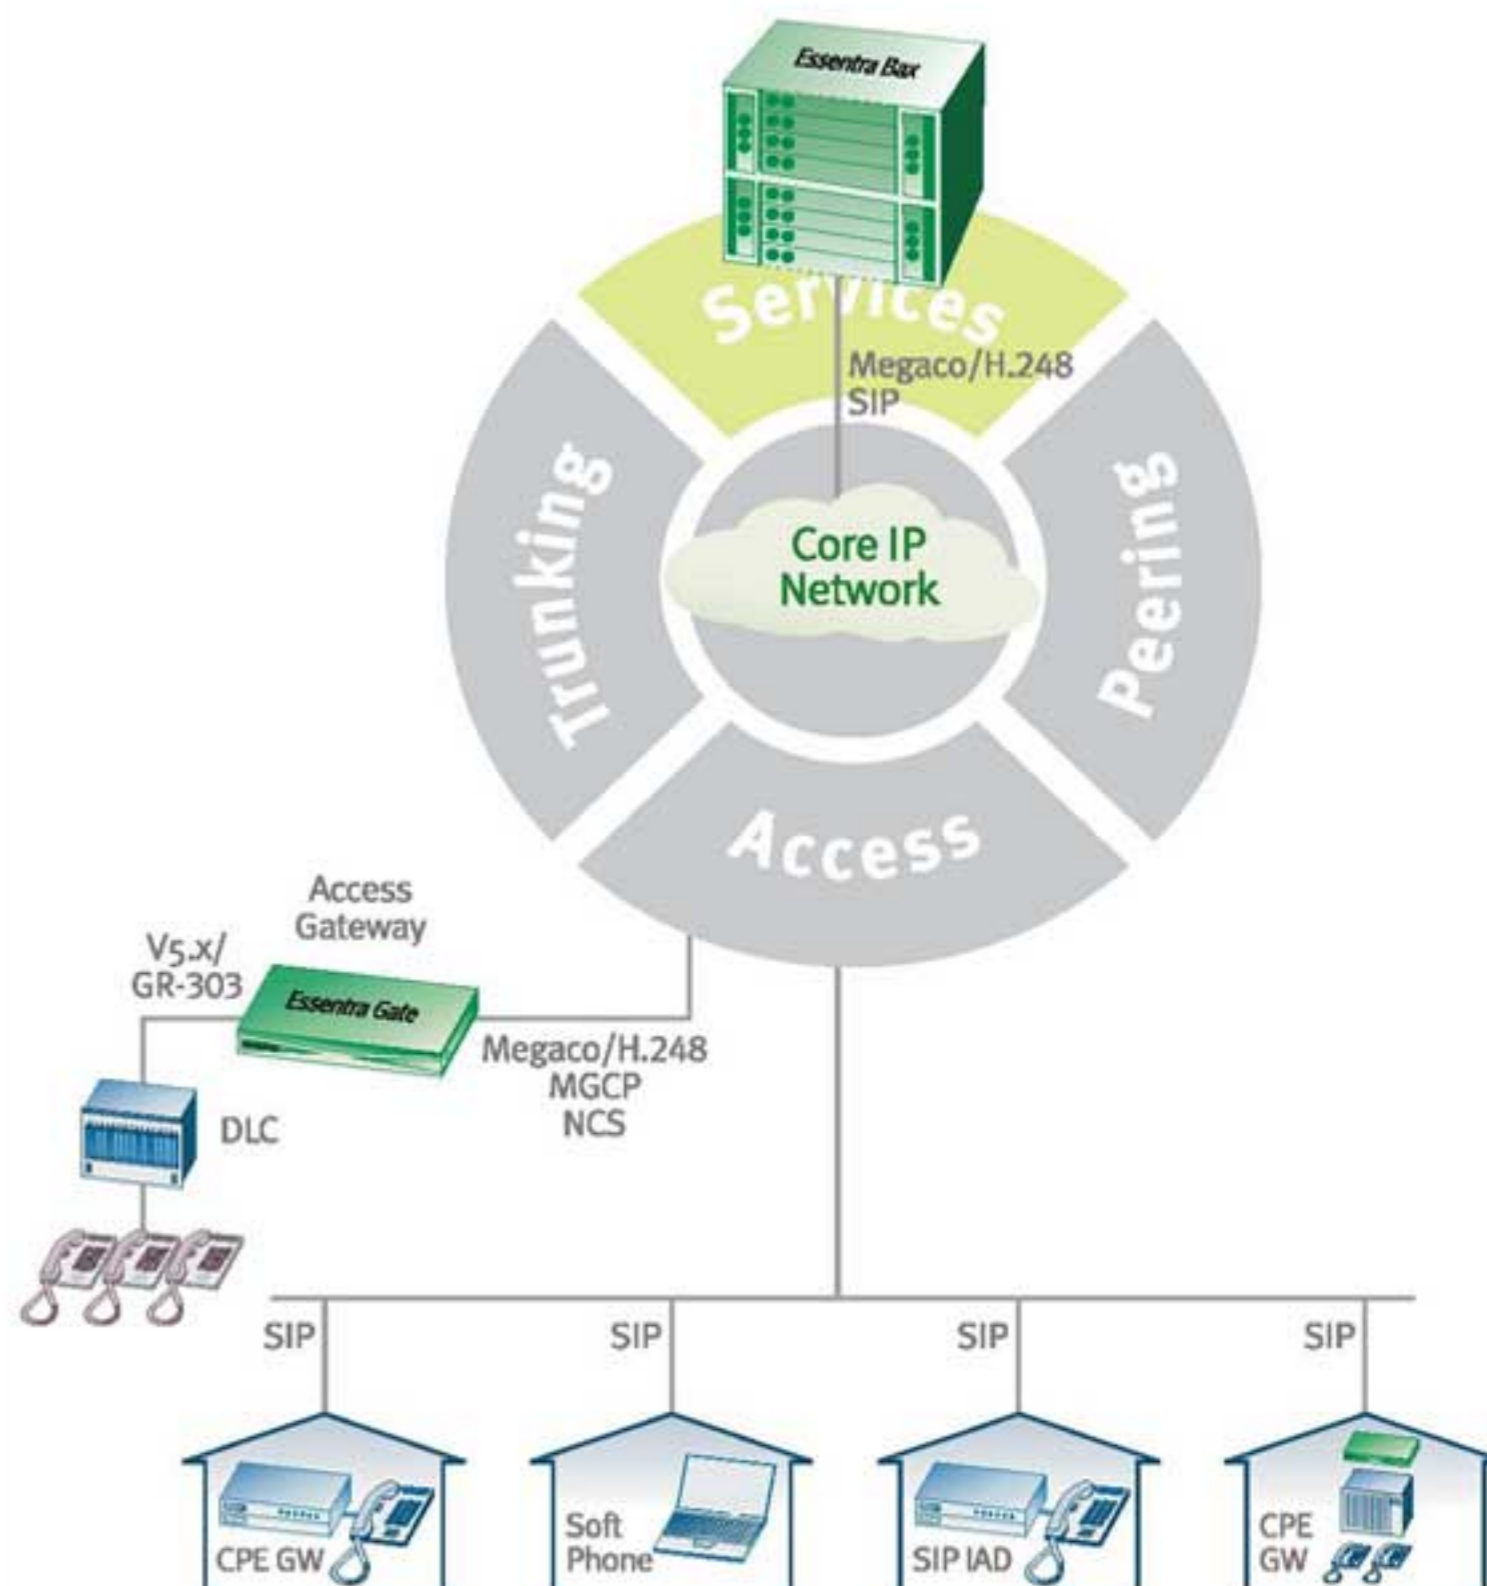 Essentra Bax
Services
Megaco/H.248
SIP
Trunking
Core IP
Network
Peering
Access
Access
Gateway
V5.x/
GR-303
Essentra Gate
Megaco/H.248
MGCP
NCS
DLC
SIP
SIP
SIP
SIP
CPE GW
Soft
Phone
SIP IAD
CPE
GW